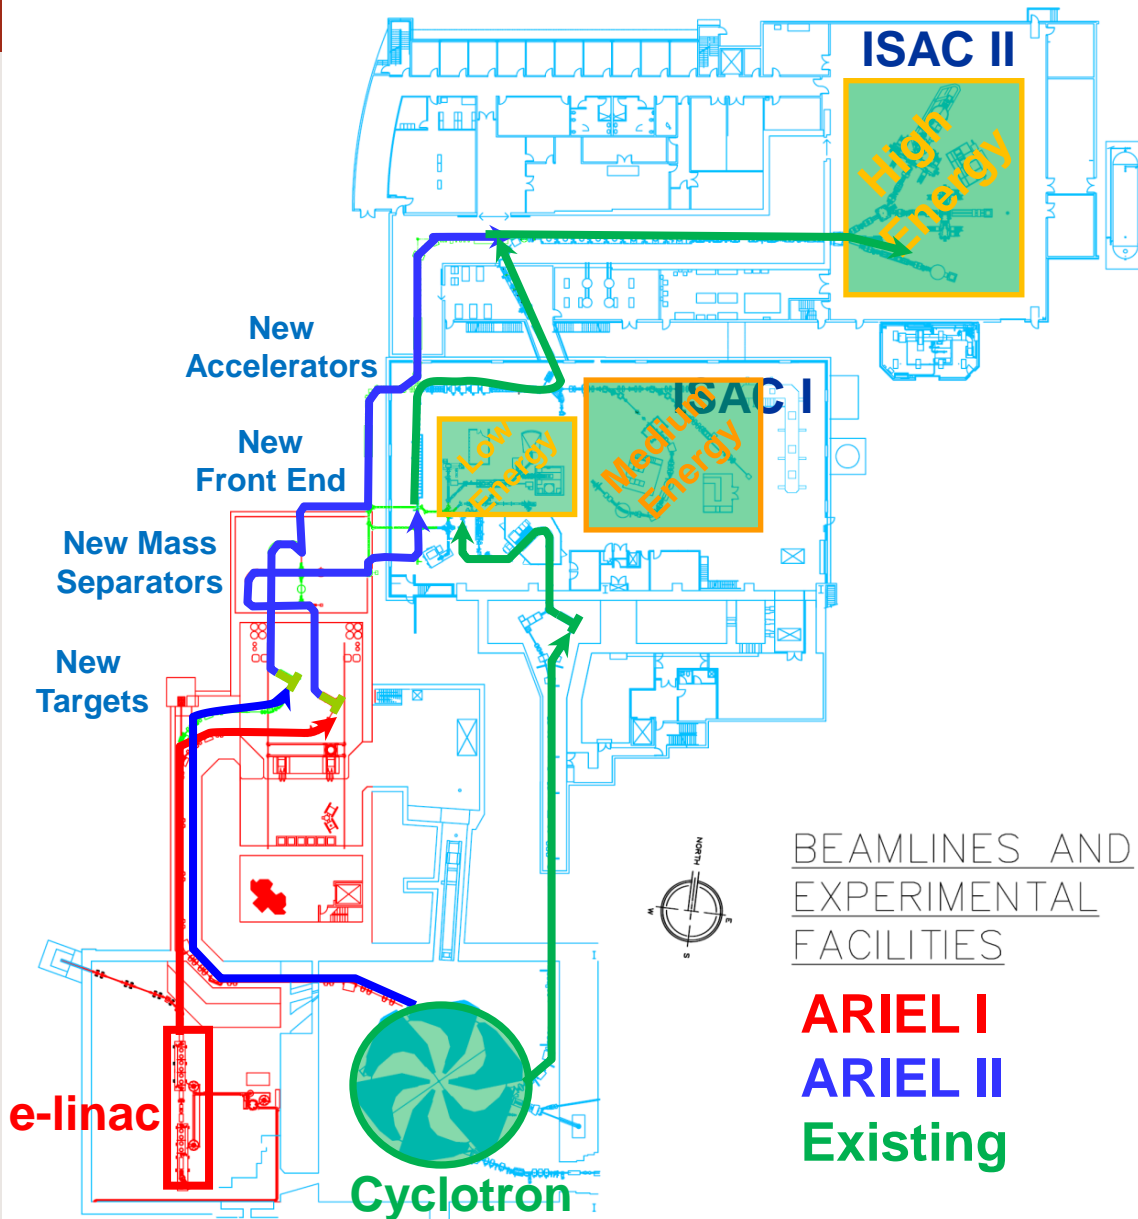 ISAC II
High
Energy
New
Accelerators
ISAC I
Low
Energy
Medium
Energy
New
Front End
New Mass
Separators
New
Targets
NORTH
W
E
S
BEAMLINES AND
EXPERIMENTAL
FACILITIES
ARIEL I
ARIEL II
Existing
e-linac
Cyclotron